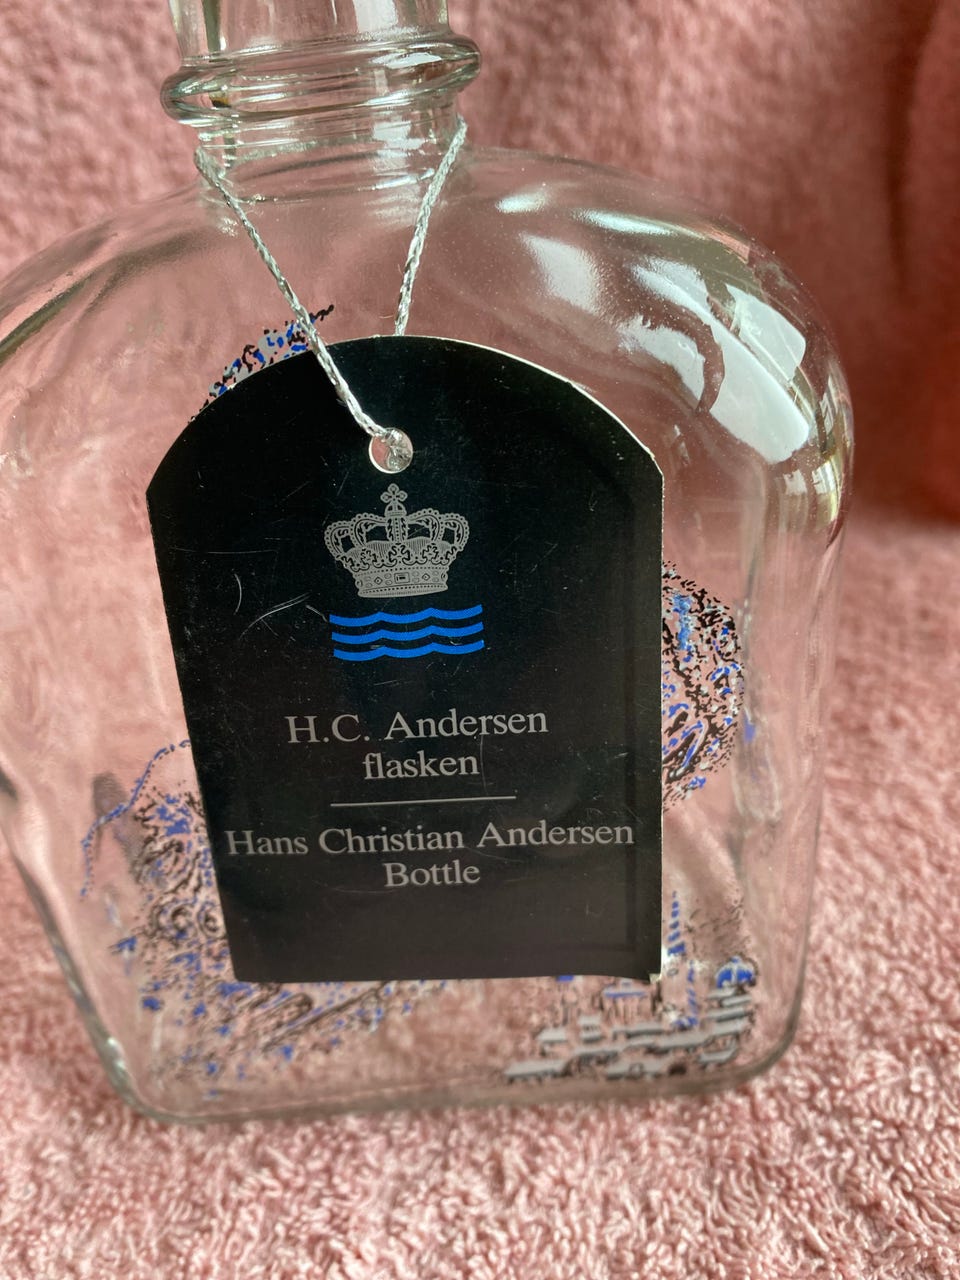 H.C. Andersen
flasken
Hans Christian Andersen
Bottle